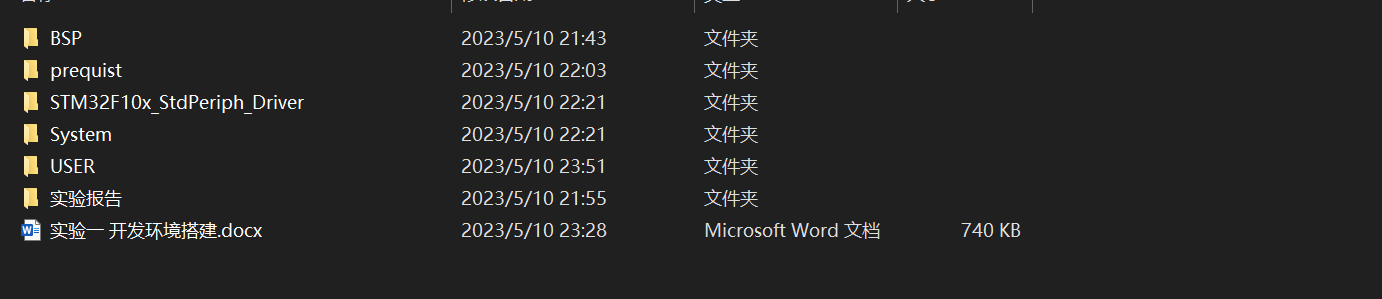 BSP 2023/5/10 21:43 文件夹
prequist 2023/5/10 22:03 文件夹
STM32F10x_StdPeriph_Driver 2023/5/10 22:21 文件夹
System 2023/5/10 22:21 文件夹
USER 2023/5/10 23:51 文件夹
实验报告 2023/5/10 21:55 文件夹
实验一 开发环境搭建.docx 2023/5/10 23:28 Microsoft Word 文档 740 KB